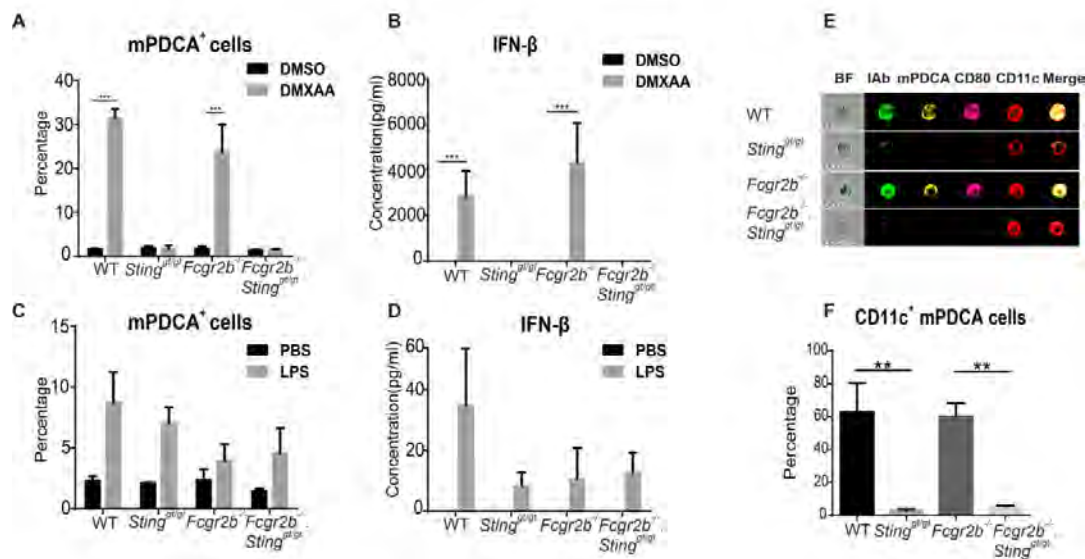 A
mPDCA⁺ cells
DMSO
DMXAA
Percentage
40
30
20
10
0
***
***
WT
Sting^gt/gt
Fcgr2b^-/-
Fcgr2b^-/-
Sting^gt/gt
B
IFN-β
DMSO
DMXAA
Concentration(pg/ml)
8000
6000
4000
2000
0
***
***
WT
Sting^gt/gt
Fcgr2b^-/-
Fcgr2b^-/-
Sting^gt/gt
E
BF IAb mPDCA CD80 CD11c Merge
WT
Sting^gt/gt
Fcgr2b^-/-
Fcgr2b^-/-
Sting^gt/gt
C
mPDCA⁺ cells
PBS
LPS
Percentage
15
10
5
0
WT
Sting^gt/gt
Fcgr2b^-/-
Fcgr2b^-/-
Sting^gt/gt
D
IFN-β
PBS
LPS
Concentration(pg/ml)
60
40
20
0
WT
Sting^gt/gt
Fcgr2b^-/-
Fcgr2b^-/-
Sting^gt/gt
F
CD11c⁺ mPDCA cells
Percentage
100
80
60
40
20
0
**
**
WT
Sting^gt/gt
Fcgr2b^-/-
Fcgr2b^-/-
Sting^gt/gt